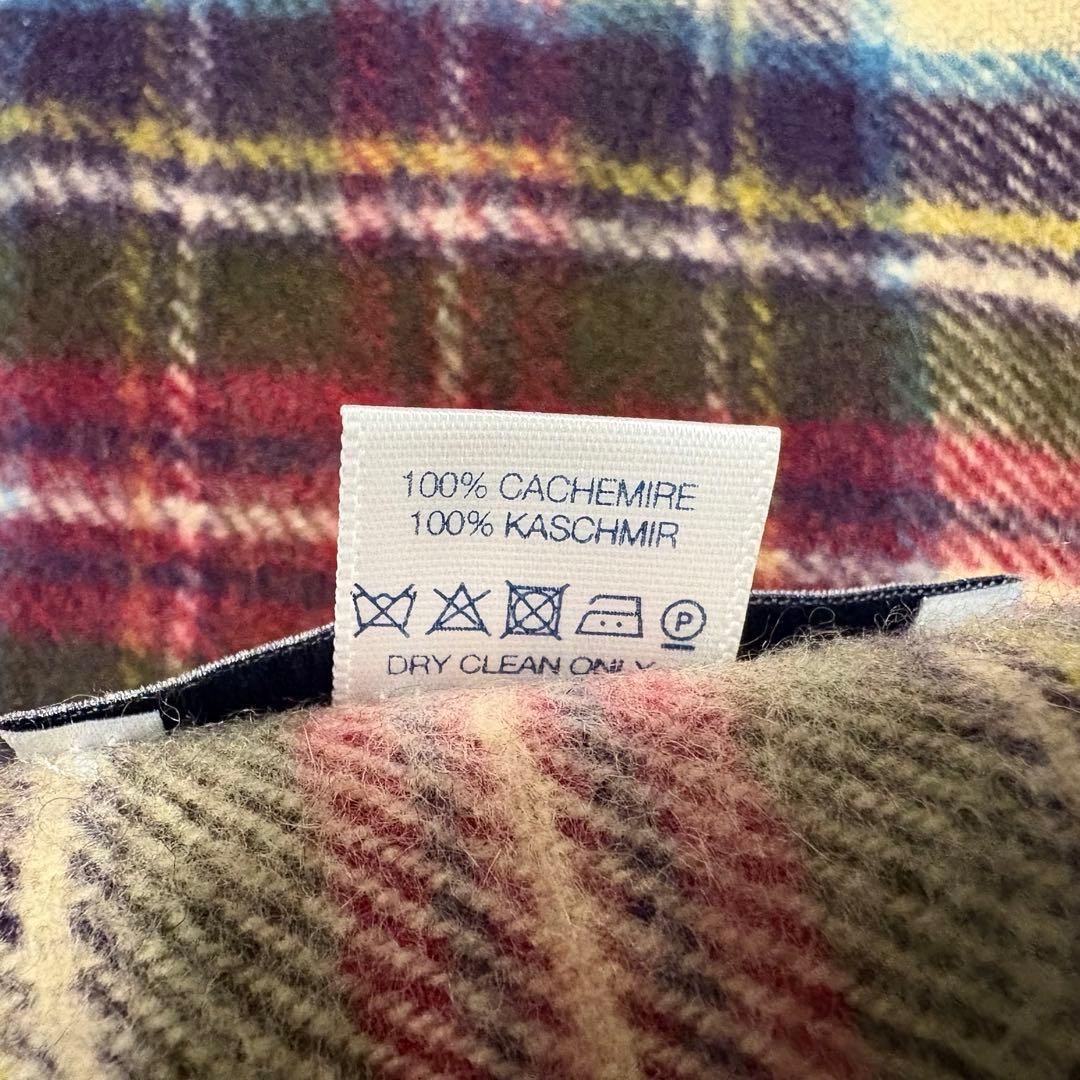 100% CACHEMIRE
100% KASCHMIR
P
DRY CLEAN ONLY